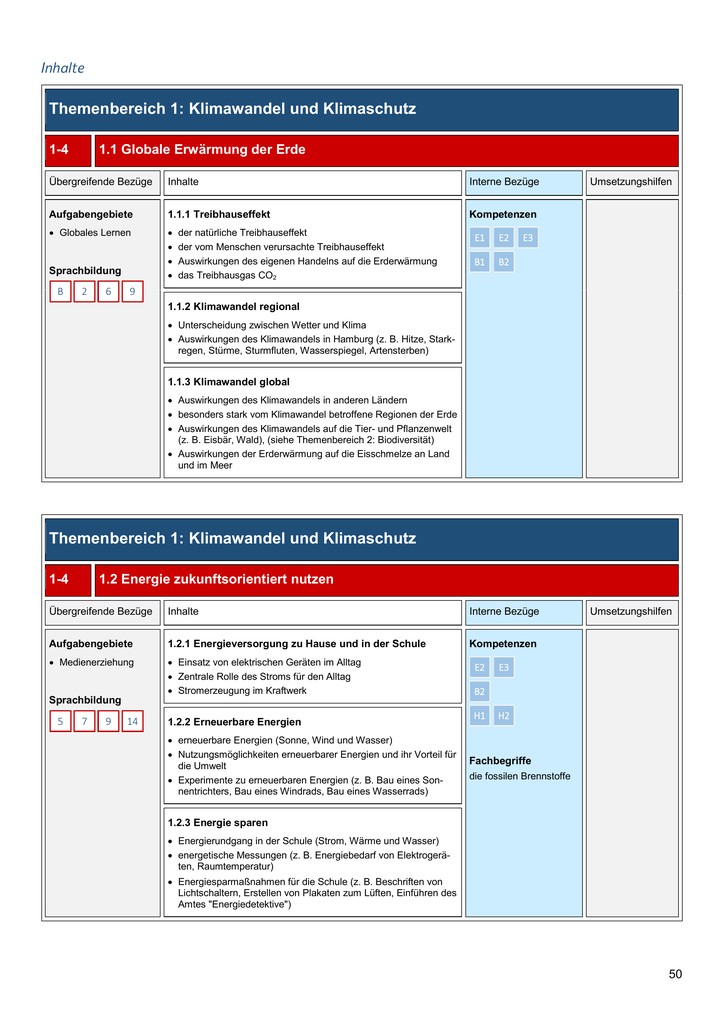 Inhalte
Themenbereich 1: Klimawandel und Klimaschutz
1-4 1.1 Globale Erwärmung der Erde
Übergreifende Bezüge Inhalte Interne Bezüge Umsetzungshilfen
Aufgabengebiete
• Globales Lernen
Sprachbildung
B 2 6 9
1.1.1 Treibhauseffekt
• der natürliche Treibhauseffekt
• der vom Menschen verursachte Treibhauseffekt
• Auswirkungen des eigenen Handelns auf die Erderwärmung
• das Treibhausgas CO₂
1.1.2 Klimawandel regional
• Unterscheidung zwischen Wetter und Klima
• Auswirkungen des Klimawandels in Hamburg (z. B. Hitze, Stark-
regen, Stürme, Sturmfluten, Wasserspiegel, Artensterben)
1.1.3 Klimawandel global
• Auswirkungen des Klimawandels in anderen Ländern
• besonders stark vom Klimawandel betroffene Regionen der Erde
• Auswirkungen des Klimawandels auf die Tier- und Pflanzenwelt
(z. B. Eisbär, Wald), (siehe Themenbereich 2: Biodiversität)
• Auswirkungen der Erderwärmung auf die Eisschmelze an Land
und im Meer
Kompetenzen
E1 E2 E3
B1 B2
Themenbereich 1: Klimawandel und Klimaschutz
1-4 1.2 Energie zukunftsorientiert nutzen
Übergreifende Bezüge Inhalte Interne Bezüge Umsetzungshilfen
Aufgabengebiete
• Medienerziehung
Sprachbildung
5 7 9 14
1.2.1 Energieversorgung zu Hause und in der Schule
• Einsatz von elektrischen Geräten im Alltag
• Zentrale Rolle des Stroms für den Alltag
• Stromerzeugung im Kraftwerk
1.2.2 Erneuerbare Energien
• erneuerbare Energien (Sonne, Wind und Wasser)
• Nutzungsmöglichkeiten erneuerbarer Energien und ihr Vorteil für
die Umwelt
• Experimente zu erneuerbaren Energien (z. B. Bau eines Son-
nentrichters, Bau eines Windrads, Bau eines Wasserrads)
1.2.3 Energie sparen
• Energierundgang in der Schule (Strom, Wärme und Wasser)
• energetische Messungen (z. B. Energiebedarf von Elektrogerä-
ten, Raumtemperatur)
• Energiesparmaßnahmen für die Schule (z. B. Beschriften von
Lichtschaltern, Erstellen von Plakaten zum Lüften, Einführen des
Amtes "Energiedetektive")
Kompetenzen
E2 E3
B2
H1 H2
Fachbegriffe
die fossilen Brennstoffe
50